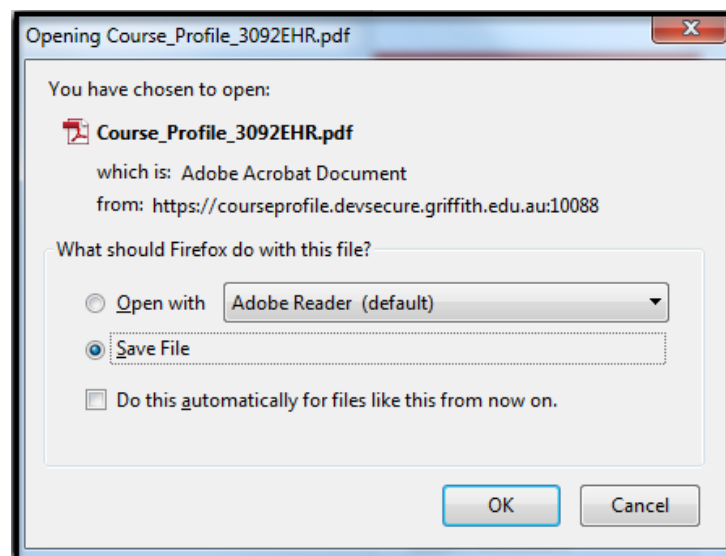 Opening Course_Profile_3092EHR.pdf
You have chosen to open:
Course_Profile_3092EHR.pdf
which is: Adobe Acrobat Document
from: https://courseprofile.devsecure.griffith.edu.au:10088
What should Firefox do with this file?
Open with Adobe Reader (default)
Save File
Do this automatically for files like this from now on.
OK Cancel